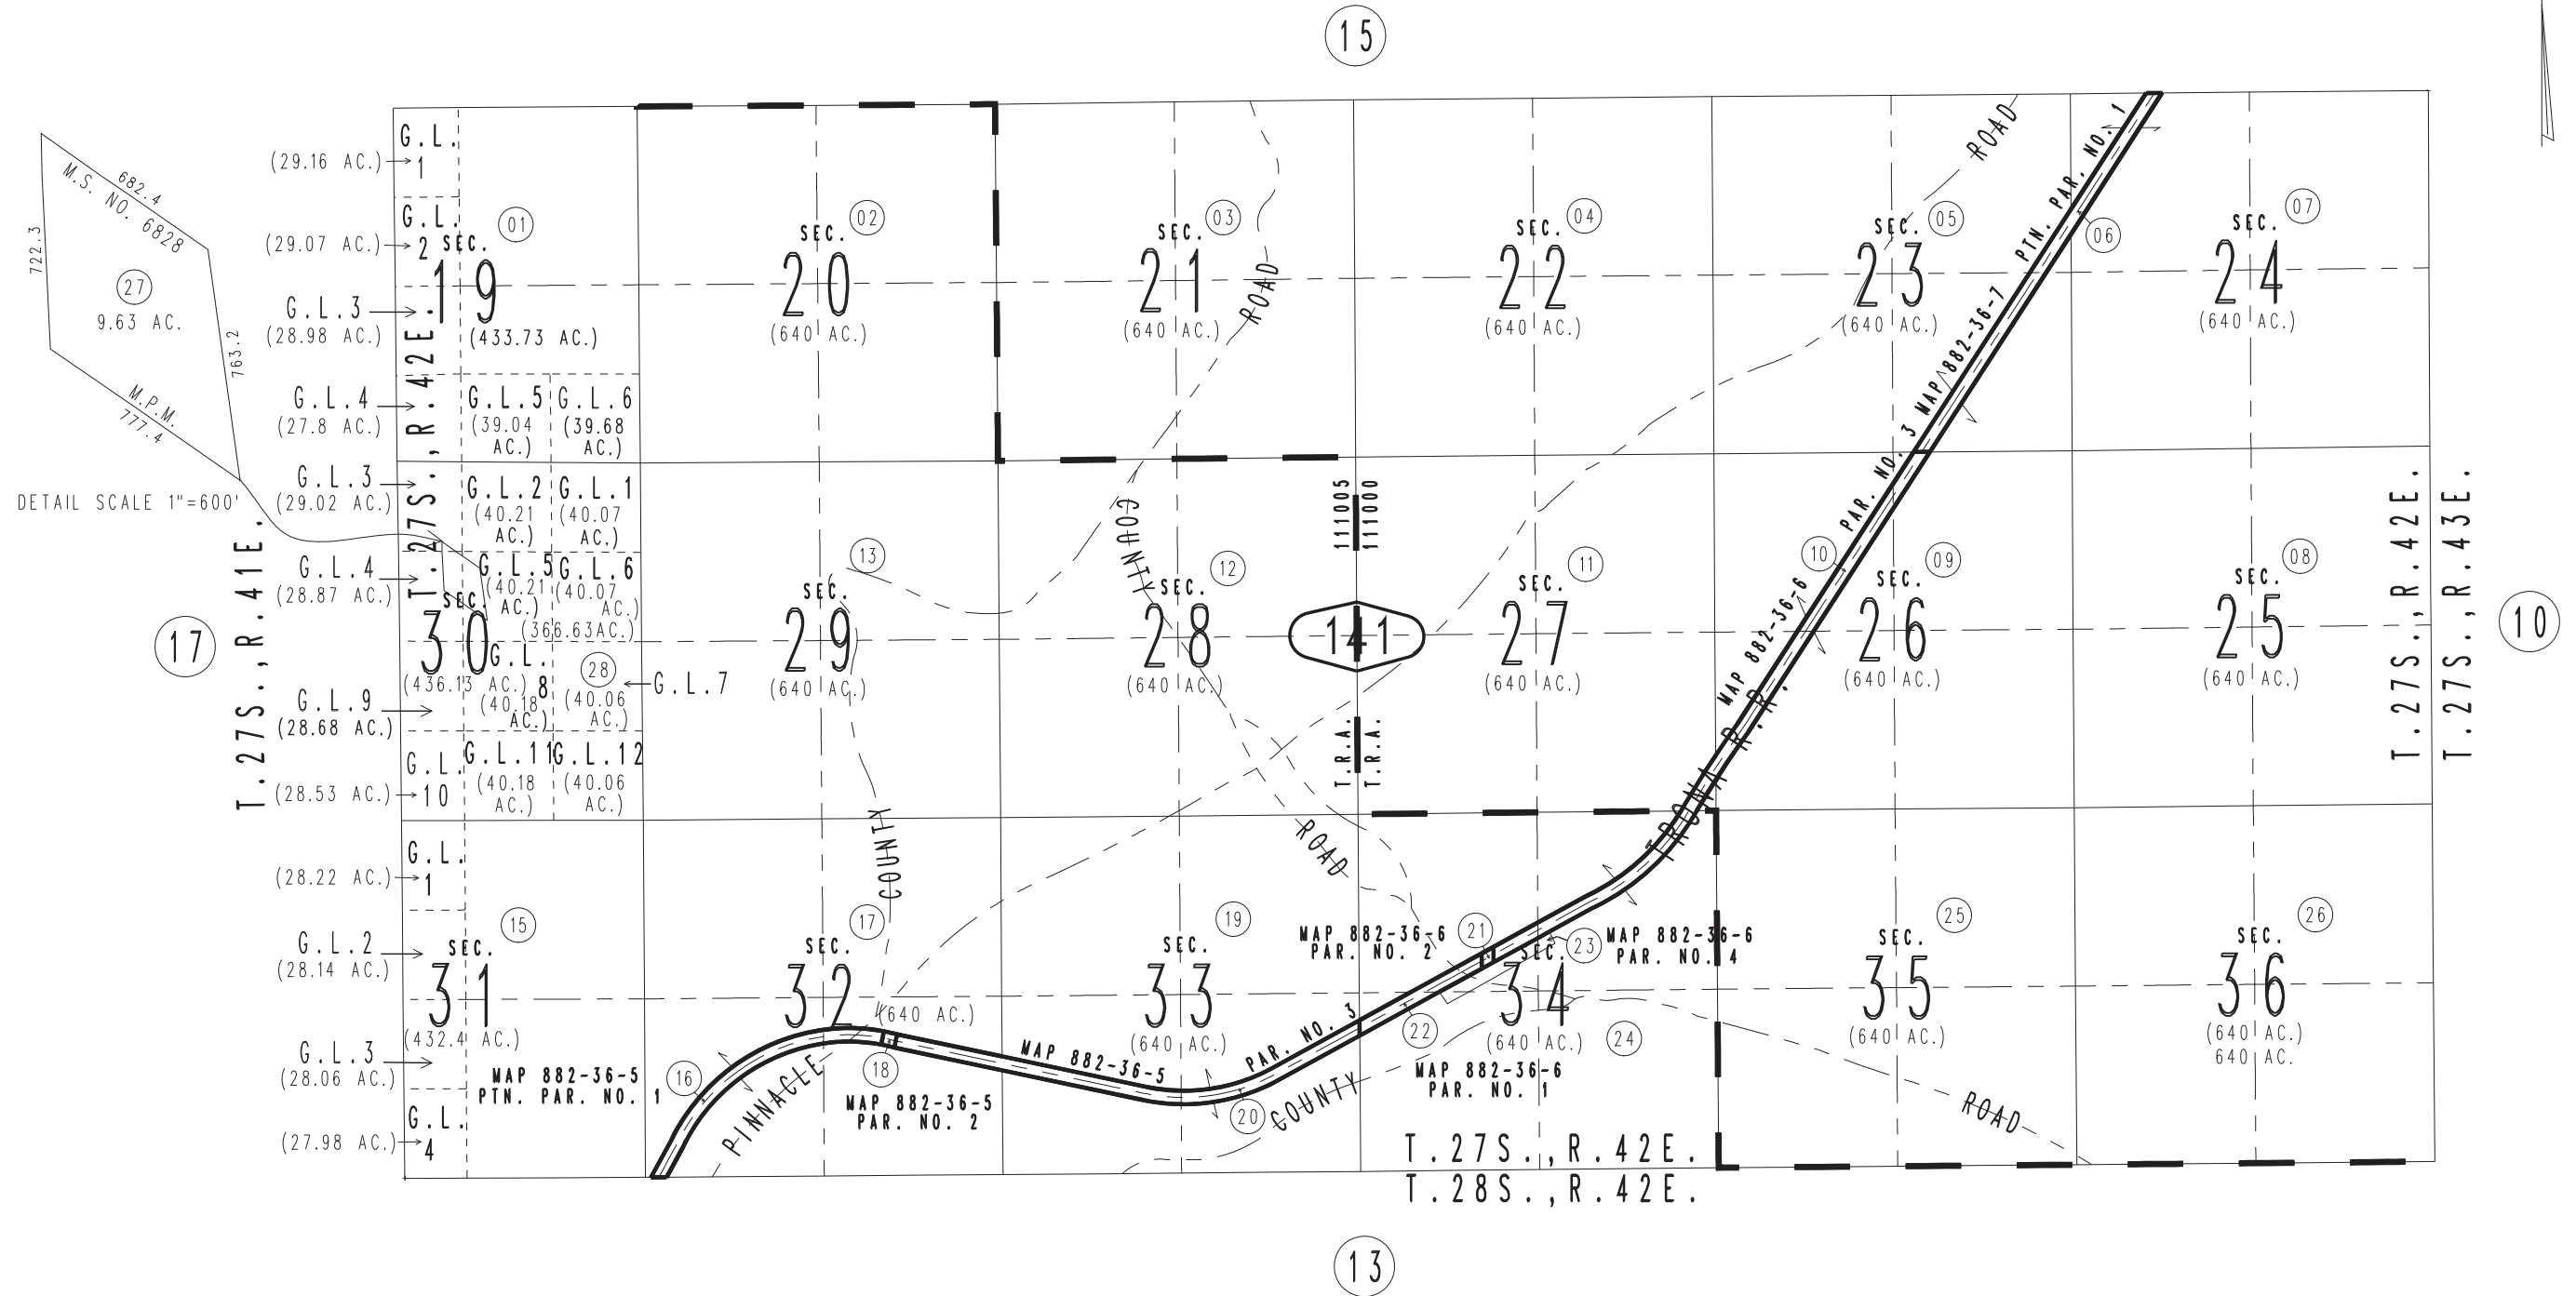 15
G.L.
1
(29.16 AC.)
G.L.
2
(29.07 AC.)
G.L.3
(28.98 AC.)
G.L.4
(27.8 AC.)
SEC.
19
01
(433.73 AC.)
G.L.5
(39.04
AC.)
G.L.6
(39.68
AC.)
682.4
M.S. NO. 6828
722.3
27
9.63 AC.
763.2
M.P.M.
777.4
DETAIL SCALE 1"=600'
SEC.
20
02
(640 AC.)
SEC.
21
03
(640 AC.)
ROAD
SEC.
22
04
(640 AC.)
ROAD
SEC.
23
05
(640 AC.)
PTN. PAR. NO. 1
MAP 882-36-7
06
SEC.
24
07
(640 AC.)
17
T.27S.,R.41E.
T.27S.,R.42E.
G.L.3
(29.02 AC.)
G.L.2
(40.21
AC.)
G.L.1
(40.07
AC.)
G.L.4
(28.87 AC.)
G.L.5
(40.21
AC.)
G.L.6
(40.07
AC.)
SEC.
30
(366.63AC.)
(436.13 AC.)
G.L.
8
(40.18
AC.)
28
(40.06
AC.)
G.L.7
G.L.9
(28.68 AC.)
G.L.
10
(28.53 AC.)
G.L.11
(40.18
AC.)
G.L.12
(40.06
AC.)
SEC.
29
13
(640 AC.)
COUNTY
COUNTY
SEC.
28
12
(640 AC.)
ROAD
111005
111000
141
T.R.A.
T.R.A.
SEC.
27
11
(640 AC.)
PAR. NO. 3
MAP 882-36-6
10
TRONA R.R.
SEC.
26
09
(640 AC.)
SEC.
25
08
(640 AC.)
T.27S.,R.42E.
T.27S.,R.43E.
10
G.L.
1
(28.22 AC.)
G.L.2
(28.14 AC.)
G.L.3
(28.06 AC.)
G.L.
4
(27.98 AC.)
SEC.
31
15
(432.4 AC.)
MAP 882-36-5
PTN. PAR. NO. 1
16
SEC.
32
17
(640 AC.)
PINNACLE
18
MAP 882-36-5
PAR. NO. 2
SEC.
33
19
(640 AC.)
MAP 882-36-5
PAR. NO. 3
20
COUNTY
MAP 882-36-6
PAR. NO. 2
21
SEC.
34
23
MAP 882-36-6
PAR. NO. 4
22
(640 AC.)
24
MAP 882-36-6
PAR. NO. 1
SEC.
35
25
(640 AC.)
ROAD
SEC.
36
26
(640 AC.)
640 AC.
T.27S.,R.42E.
T.28S.,R.42E.
13